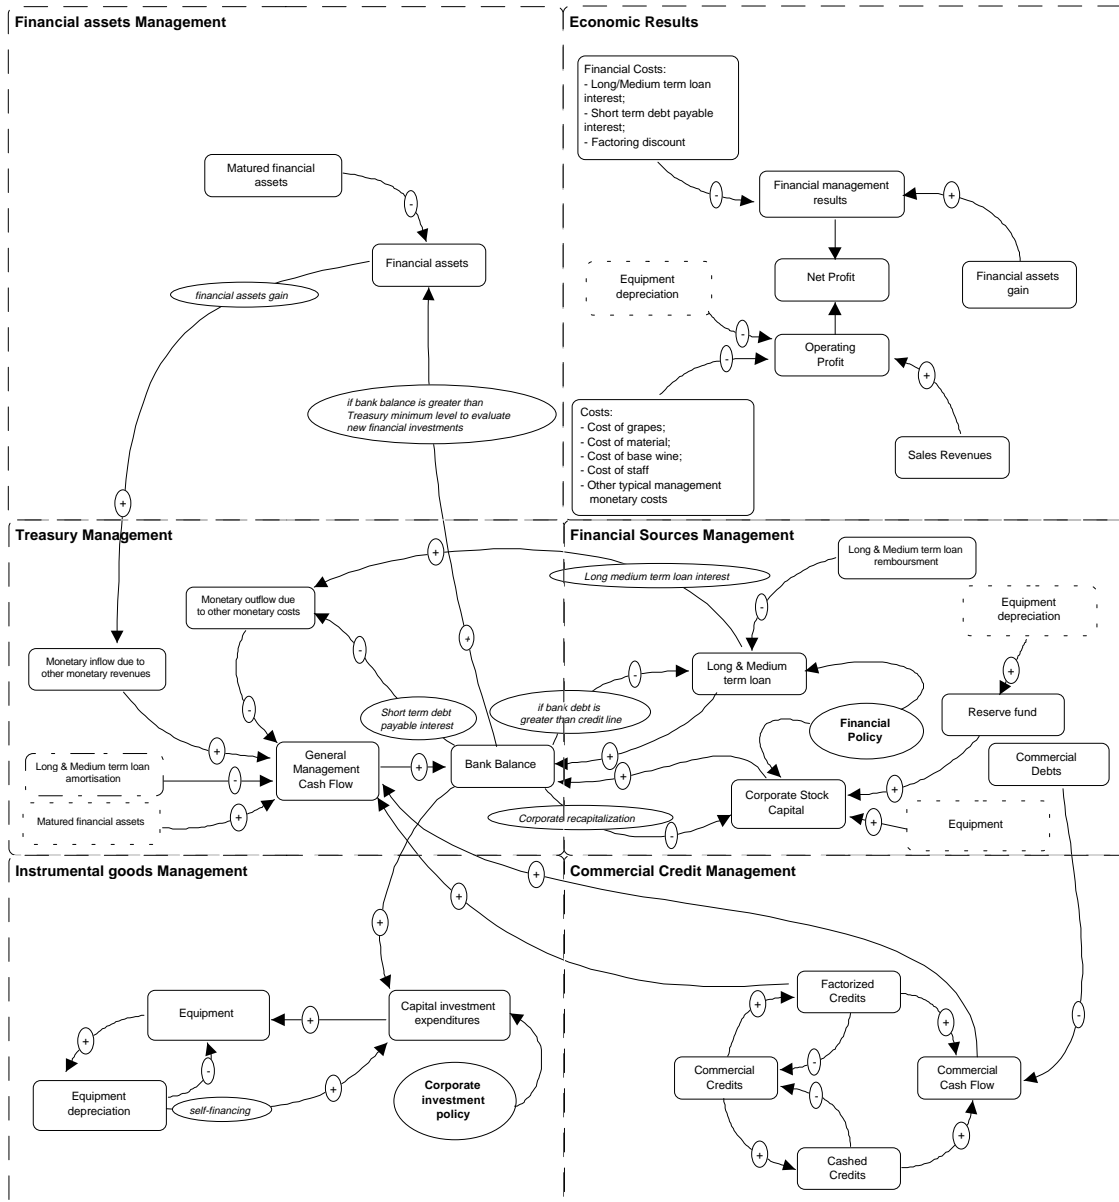 Financial assets Management
Matured financial
assets
-
Financial assets
financial assets gain
if bank balance is greater than
Treasury minimum level to evaluate
new financial investments
+
Economic Results
Financial Costs:
- Long/Medium term loan
interest;
- Short term debt payable
interest;
- Factoring discount
-
Financial management
results
+
Financial assets
gain
Net Profit
Equipment
depreciation
-
-
Operating
Profit
+
Costs:
- Cost of grapes;
- Cost of material;
- Cost of base wine;
- Cost of staff
- Other typical management
monetary costs
Sales Revenues
Treasury Management
+
Monetary outflow due
to other monetary costs
-
+
Monetary inflow due to
other monetary revenues
-
Short term debt
payable interest
+
General
Management
Cash Flow
+
Bank Balance
Long & Medium term loan
amortisation
-
Matured financial assets
+
Financial Sources Management
Long medium term loan interest
Long & Medium term loan
remboursment
-
Equipment
depreciation
+
-
Long & Medium
term loan
if bank debt is
greater than credit line
Financial
Policy
Reserve fund
+
+
Commercial
Debts
Corporate Stock
Capital
+
Corporate recapitalization
-
+
Equipment
Instrumental goods Management
+
+
+
Equipment
+
Capital investment
expenditures
+
-
Equipment
depreciation
self-financing
+
Corporate
investment
policy
Commercial Credit Management
Factorized
Credits
+
+
-
-
Commercial
Credits
-
Commercial
Cash Flow
+
+
Cashed
Credits